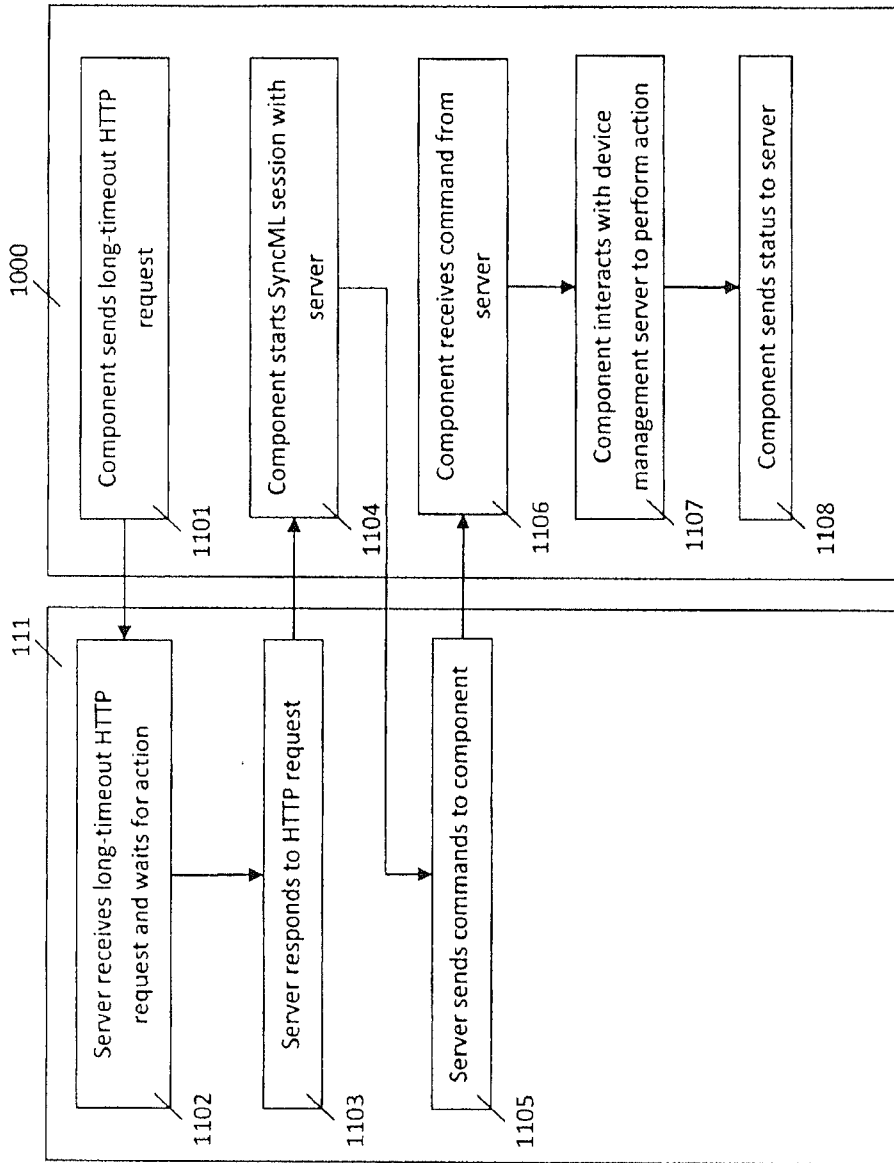 111
1000
Server receives long-timeout HTTP
request and waits for action
1102
Server responds to HTTP request
1103
Server sends commands to component
1105
Component sends long-timeout HTTP
request
1101
Component starts SyncML session with
server
1104
Component receives command from
server
1106
Component interacts with device
management server to perform action
1107
Component sends status to server
1108